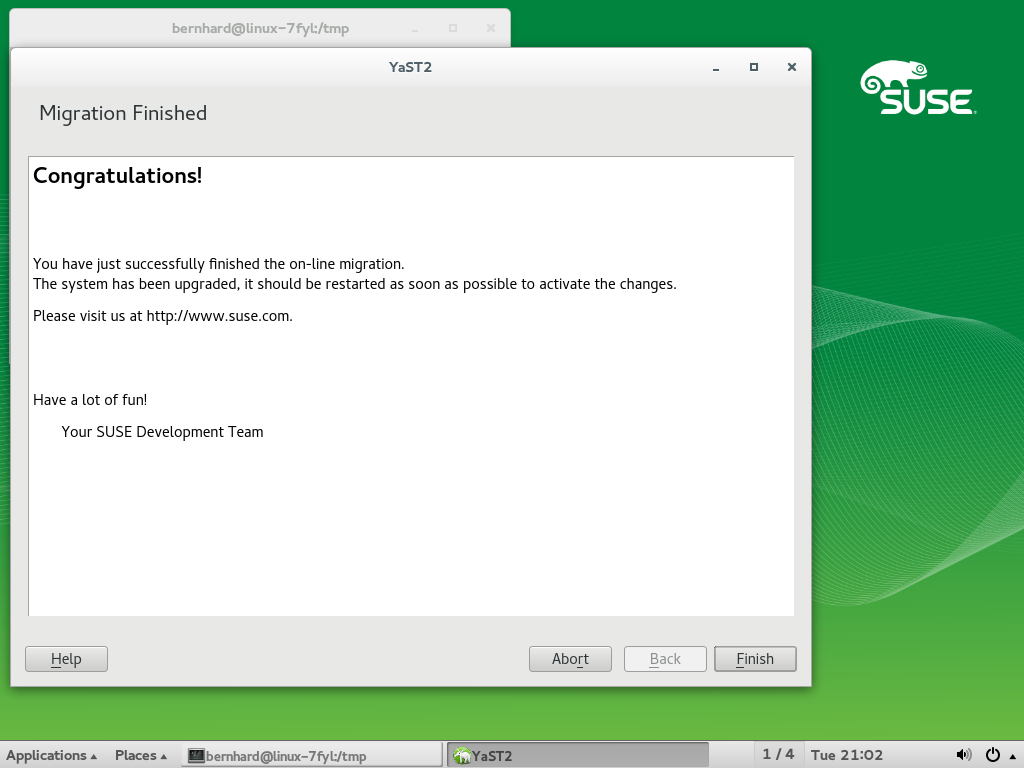 bernhard@linux-7fyl:/tmp
YaST2
SUSE
Migration Finished
Congratulations!
You have just successfully finished the on-line migration.
The system has been upgraded, it should be restarted as soon as possible to activate the changes.
Please visit us at http://www.suse.com.
Have a lot of fun!
Your SUSE Development Team
Help Abort Back Finish
Applications Places bernhard@linux-7fyl:/tmp YaST2 1 / 4 Tue 21:02